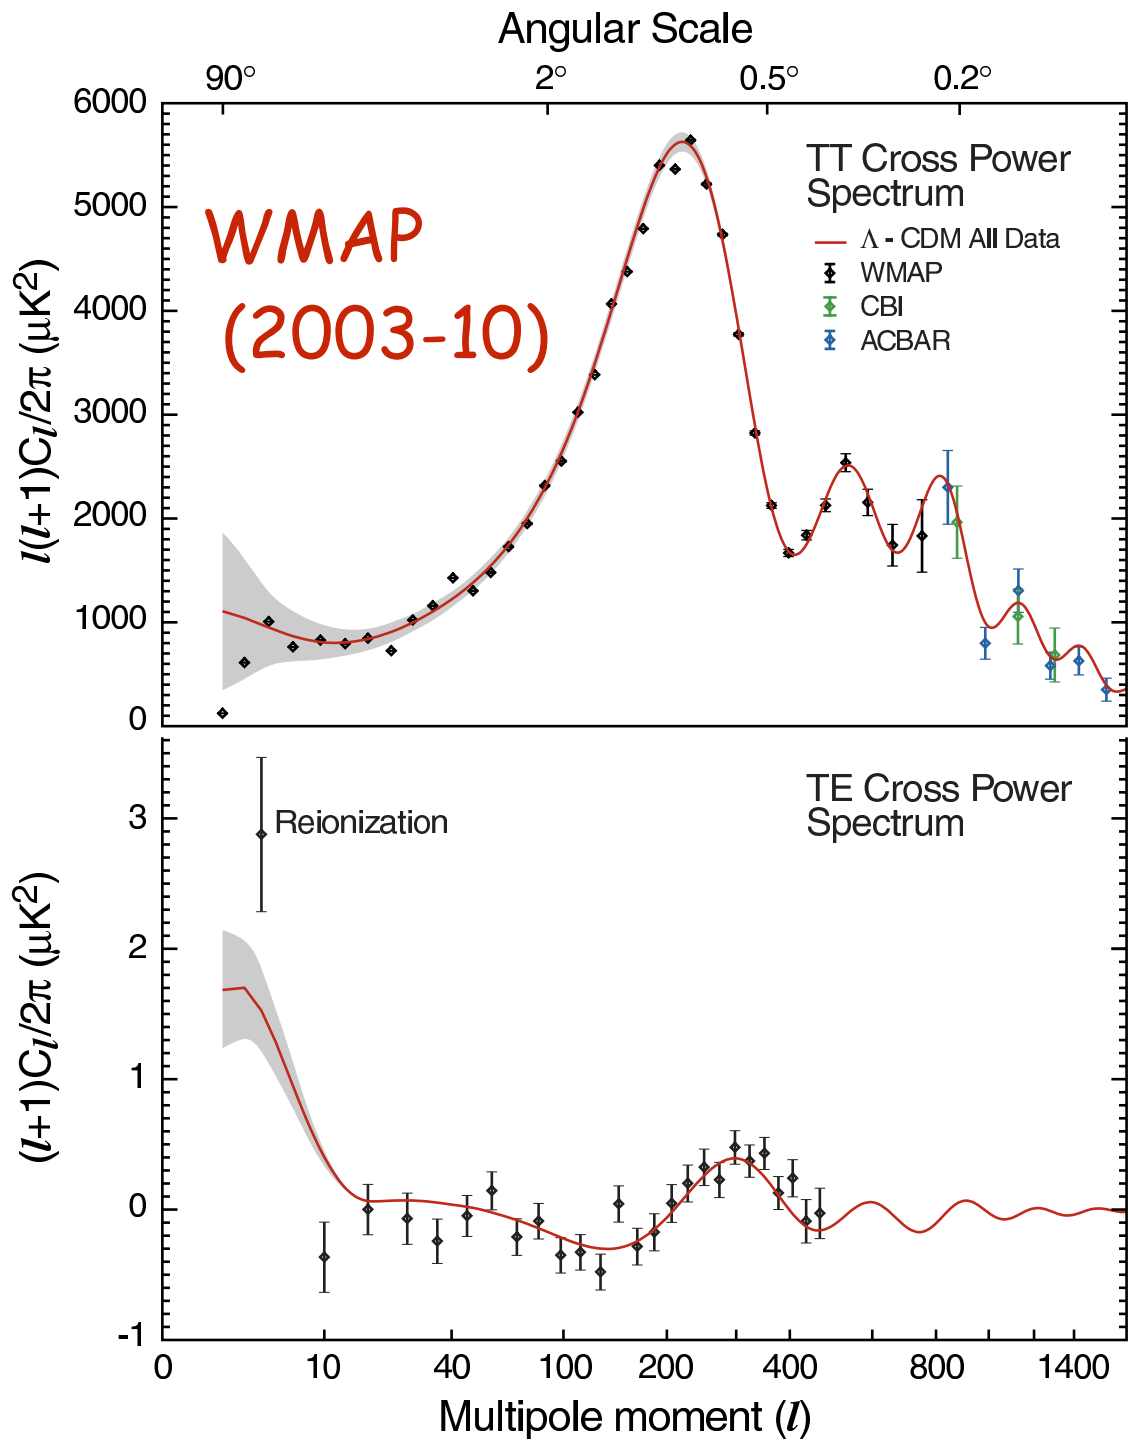 Angular Scale
90° 2° 0.5° 0.2°
6000
5000
4000
3000
2000
1000
0
l(l+1)Cl/2π (μK²)
WMAP
(2003-10)
TT Cross Power
Spectrum
Λ - CDM All Data
WMAP
CBI
ACBAR
3
2
1
0
-1
(l+1)Cl/2π (μK²)
Reionization
TE Cross Power
Spectrum
0 10 40 100 200 400 800 1400
Multipole moment (l)